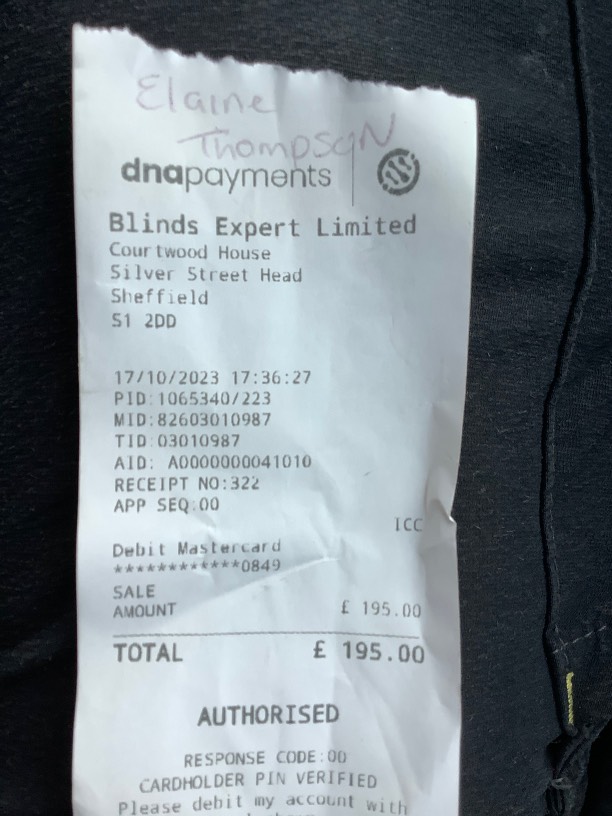 Elaine
Thompson
dnapayments
Blinds Expert Limited
Courtwood House
Silver Street Head
Sheffield
S1 2DD
17/10/2023 17:36:27
PID:1065340/223
MID:82603010987
TID:03010987
AID: A0000000041010
RECEIPT NO:322
APP SEQ:00
ICC
Debit Mastercard
************0849
SALE
AMOUNT £ 195.00
TOTAL £ 195.00
AUTHORISED
RESPONSE CODE:00
CARDHOLDER PIN VERIFIED
Please debit my account with